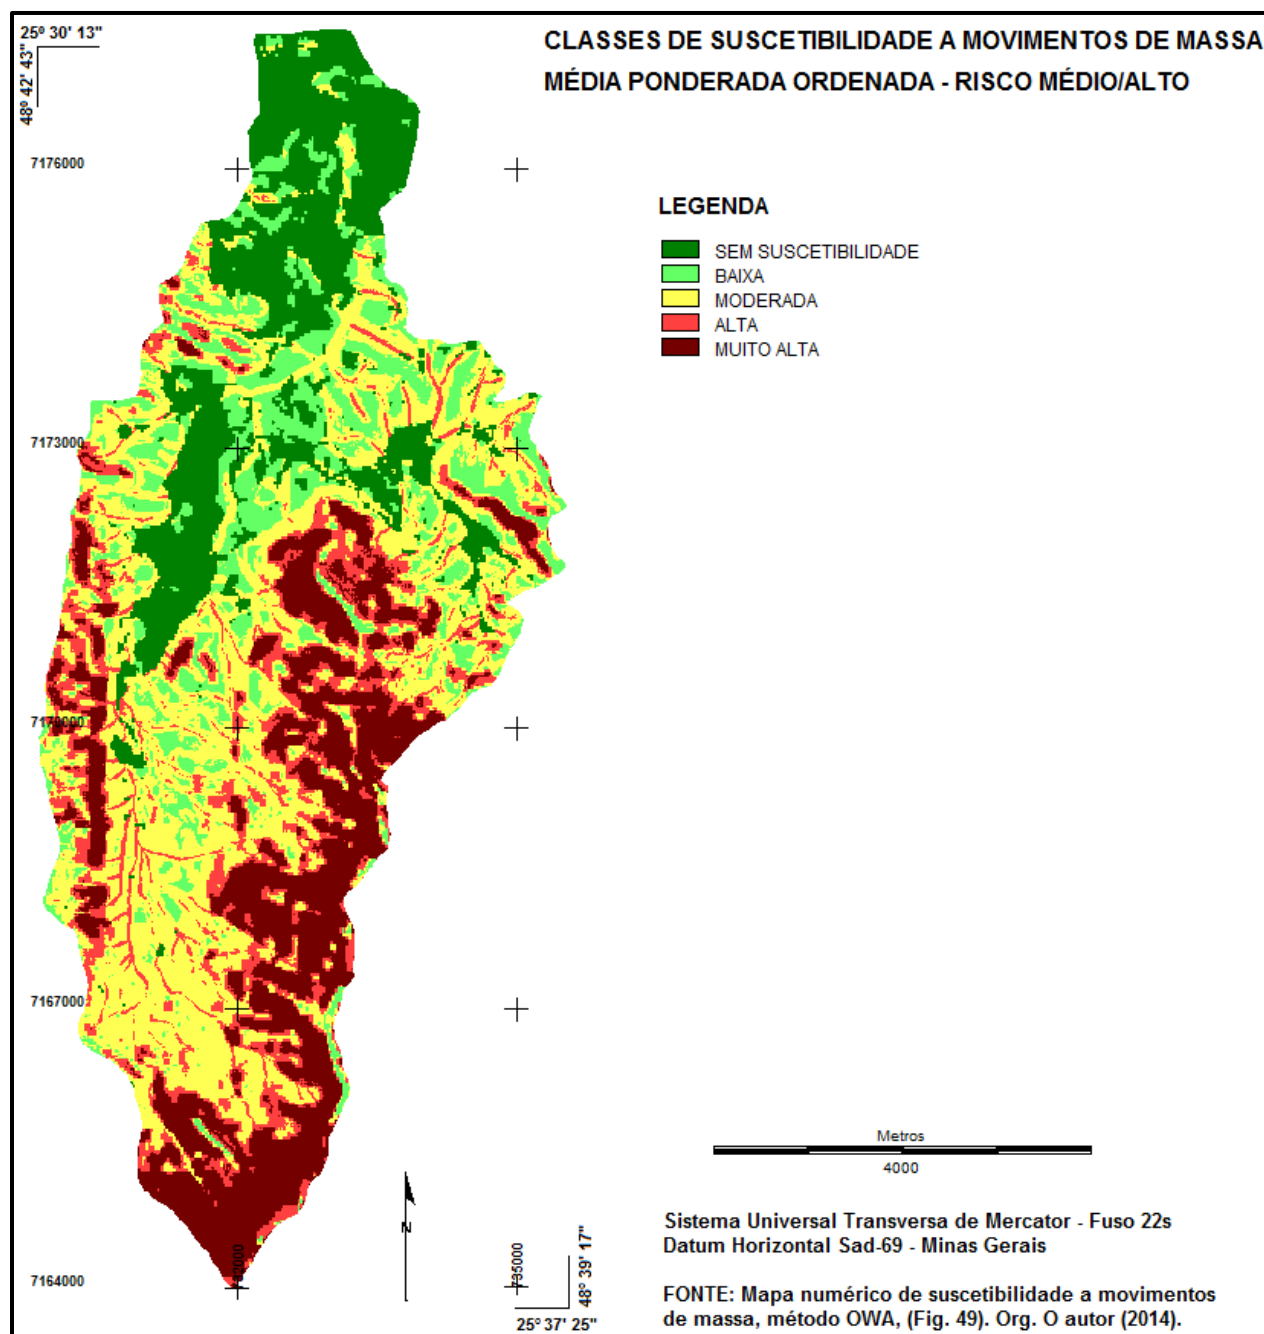 25º 30' 13"
48º 42' 43"
CLASSES DE SUSCETIBILIDADE A MOVIMENTOS DE MASSA
MÉDIA PONDERADA ORDENADA - RISCO MÉDIO/ALTO
7176000
LEGENDA
SEM SUSCETIBILIDADE
BAIXA
MODERADA
ALTA
MUITO ALTA
7173000
7170000
7167000
Metros
4000
N
Sistema Universal Transversa de Mercator - Fuso 22s
Datum Horizontal Sad-69 - Minas Gerais
7164000
732000
735000
48º 39' 17"
25º 37' 25"
FONTE: Mapa numérico de suscetibilidade a movimentos
de massa, método OWA, (Fig. 49). Org. O autor (2014).